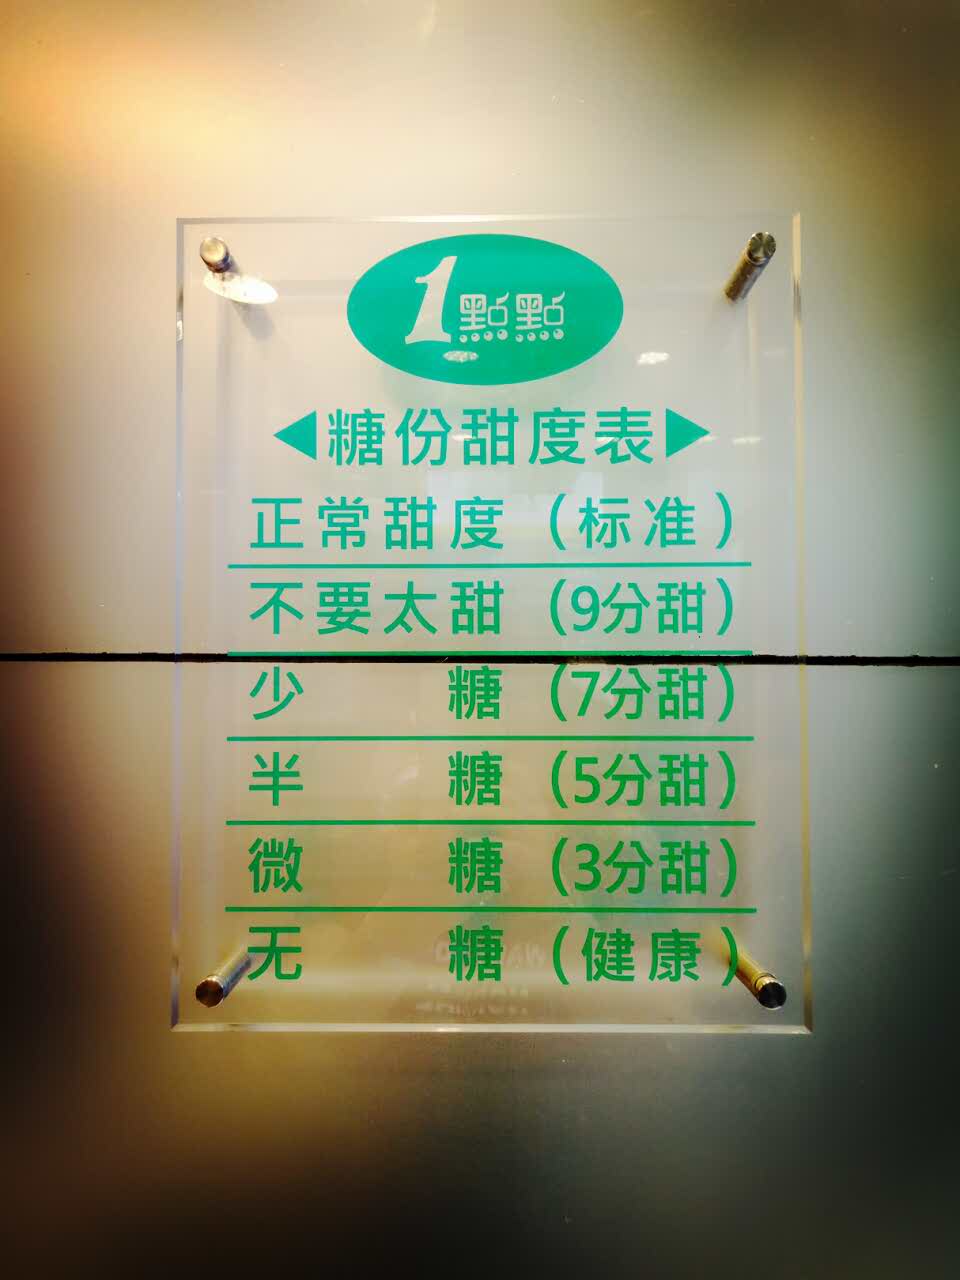 1點點
◀糖份甜度表▶
正常甜度(标准)
不要太甜(9分甜)
少糖(7分甜)
半糖(5分甜)
微糖(3分甜)
无糖(健康)